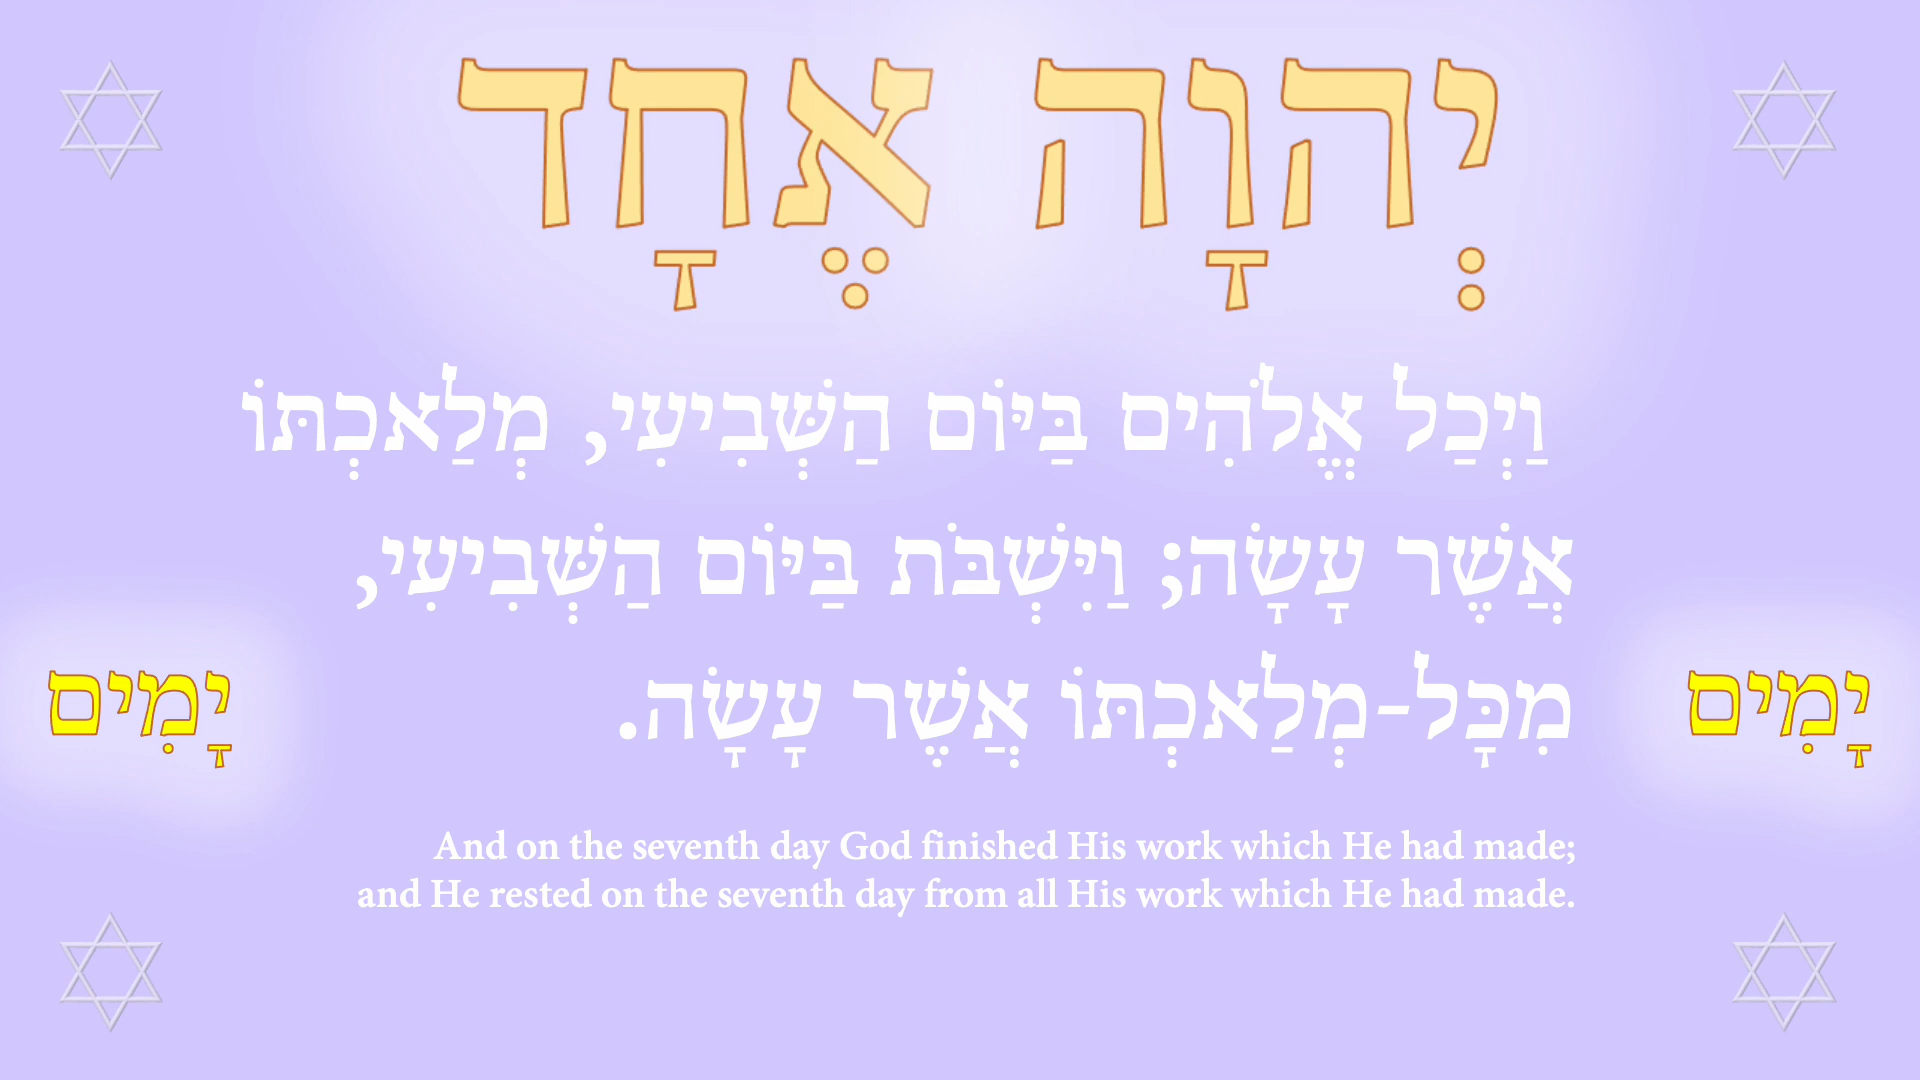 יְהוָה אֶחָד
וַיְכַל אֱלֹהִים בַּיּוֹם הַשְּׁבִיעִי, מְלַאכְתּוֹ
אֲשֶׁר עָשָׂה; וַיִּשְׁבֹּת בַּיּוֹם הַשְּׁבִיעִי,
מִכָּל-מְלַאכְתּוֹ אֲשֶׁר עָשָׂה.
יָמִים
יָמִים
And on the seventh day God finished His work which He had made;
and He rested on the seventh day from all His work which He had made.